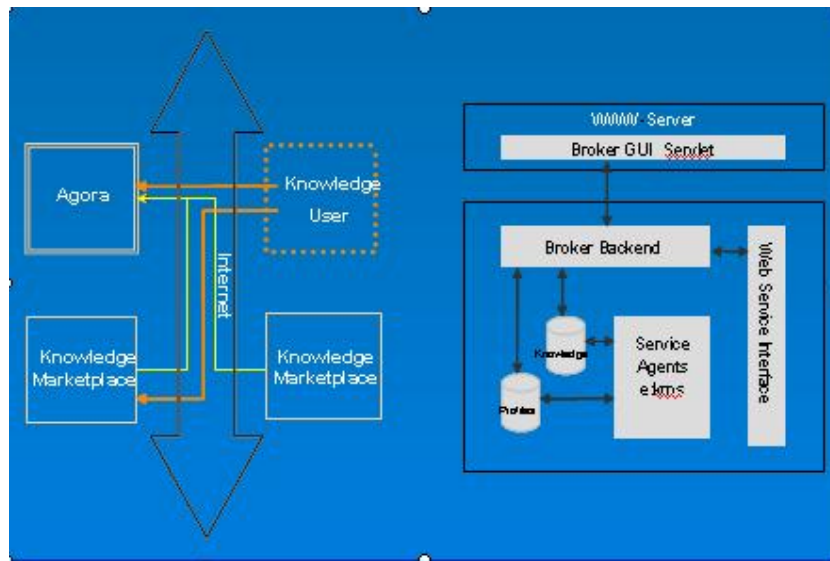 Agora
Knowledge
User
Internet
Knowledge
Marketplace
Knowledge
Marketplace
WWW-Server
Broker GUI Servlet
Broker Backend
Web Service Interface
Knowledge
Service
Agents
e:kms
Profiles